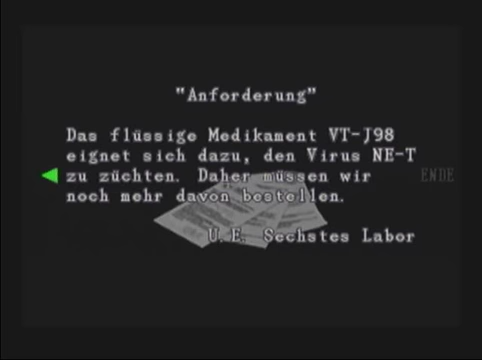 "Anforderung"
Das flüssige Medikament VT-J98
eignet sich dazu, den Virus NE-T
zu züchten. Daher müssen wir
ENDE
noch mehr davon bestellen.
U.E. Sechstes Labor